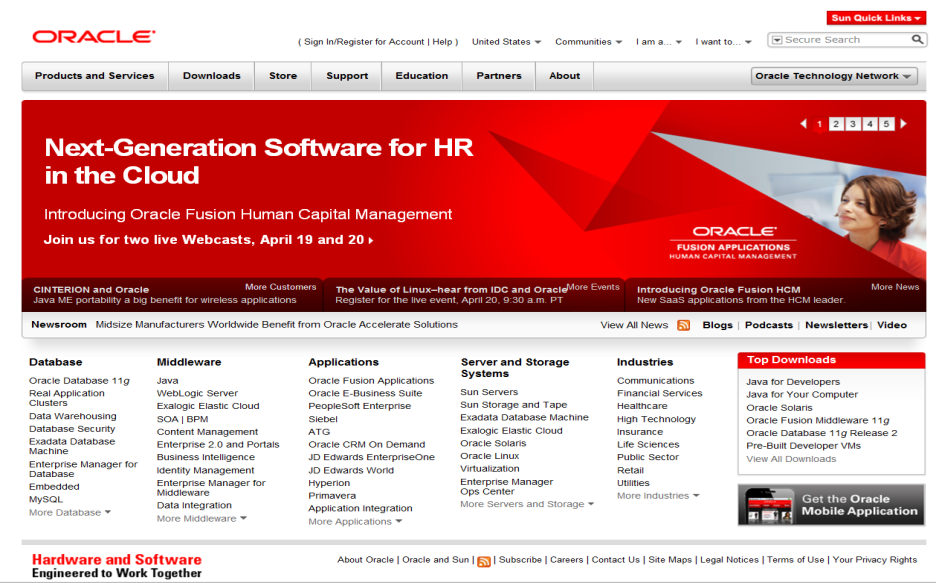 Sun Quick Links
ORACLE
( Sign In/Register for Account | Help ) United States Communities I am a... I want to... Secure Search
Products and Services Downloads Store Support Education Partners About Oracle Technology Network
1 2 3 4 5
Next-Generation Software for HR
in the Cloud
Introducing Oracle Fusion Human Capital Management
Join us for two live Webcasts, April 19 and 20
ORACLE
FUSION APPLICATIONS
HUMAN CAPITAL MANAGEMENT
CINTERION and Oracle More Customers
Java ME portability a big benefit for wireless applications
The Value of Linux–hear from IDC and Oracle More Events
Register for the live event, April 20, 9:30 a.m. PT
Introducing Oracle Fusion HCM More News
New SaaS applications from the HCM leader.
Newsroom Midsize Manufacturers Worldwide Benefit from Oracle Accelerate Solutions View All News Blogs | Podcasts | Newsletters | Video
Database
Oracle Database 11g
Real Application
Clusters
Data Warehousing
Database Security
Exadata Database
Machine
Enterprise Manager for
Database
Embedded
MySQL
More Database
Middleware
Java
WebLogic Server
Exalogic Elastic Cloud
SOA | BPM
Content Management
Enterprise 2.0 and Portals
Business Intelligence
Identity Management
Enterprise Manager for
Middleware
Data Integration
More Middleware
Applications
Oracle Fusion Applications
Oracle E-Business Suite
PeopleSoft Enterprise
Siebel
ATG
Oracle CRM On Demand
JD Edwards EnterpriseOne
JD Edwards World
Hyperion
Primavera
Application Integration
More Applications
Server and Storage
Systems
Sun Servers
Sun Storage and Tape
Exadata Database Machine
Exalogic Elastic Cloud
Oracle Solaris
Oracle Linux
Virtualization
Enterprise Manager
Ops Center
More Servers and Storage
Industries
Communications
Financial Services
Healthcare
High Technology
Insurance
Life Sciences
Public Sector
Retail
Utilities
More Industries
Top Downloads
Java for Developers
Java for Your Computer
Oracle Solaris
Oracle Fusion Middleware 11g
Oracle Database 11g Release 2
Pre-Built Developer VMs
View All Downloads
Get the Oracle
Mobile Application
Hardware and Software
Engineered to Work Together
About Oracle | Oracle and Sun | | Subscribe | Careers | Contact Us | Site Maps | Legal Notices | Terms of Use | Your Privacy Rights